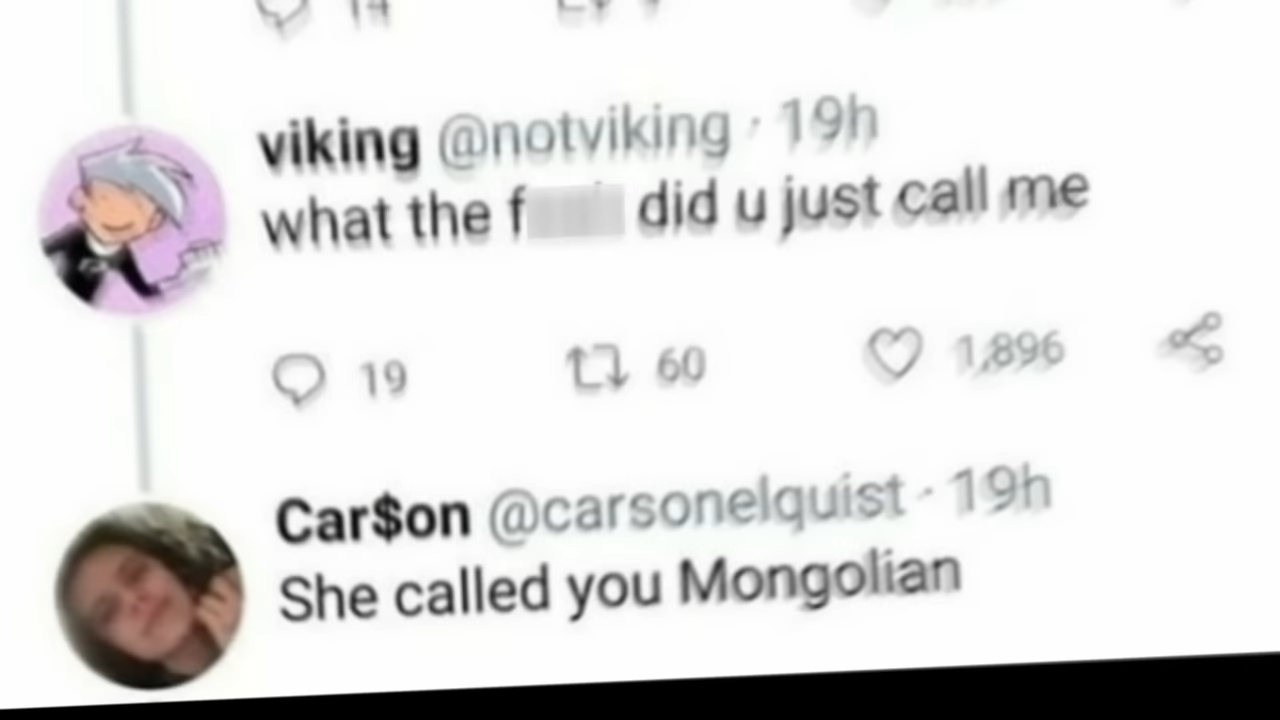 14
viking @notviking · 19h
what the f did u just call me
19 60 1,896
Car$on @carsonelquist · 19h
She called you Mongolian